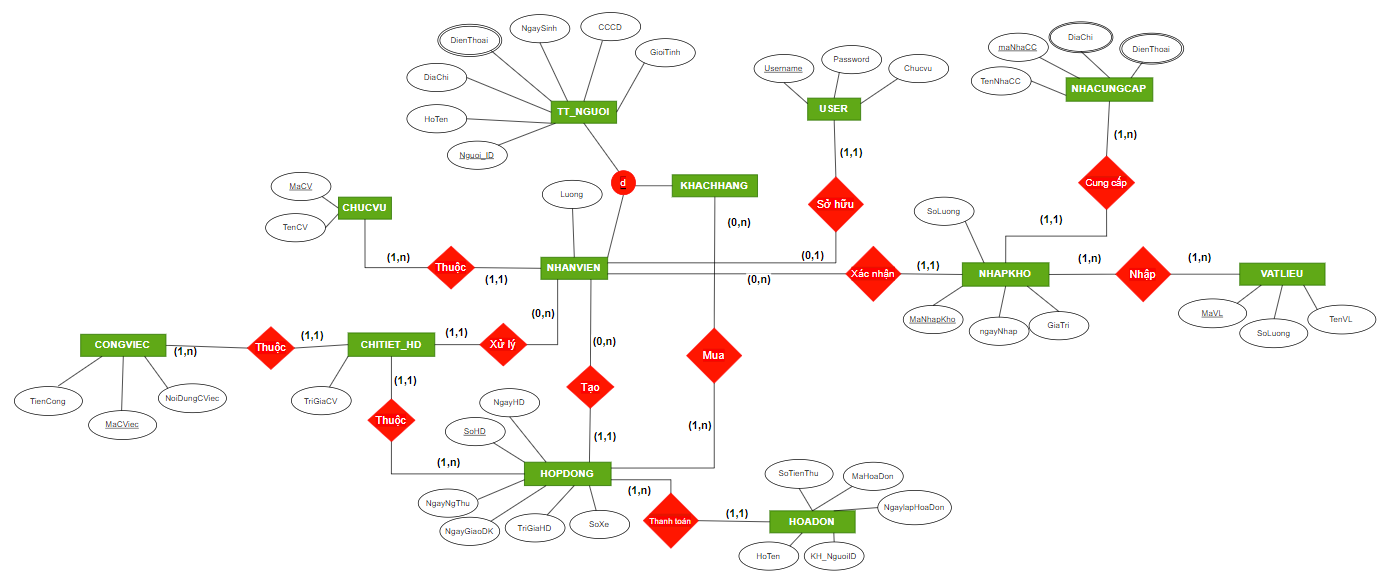 NgaySinh
CCCD
DienThoai
GioiTinh
DiaChi
HoTen
Nguoi_ID
TT_NGUOI
Username
Password
Chucvu
USER
maNhaCC
DiaChi
DienThoai
TenNhaCC
NHACUNGCAP
(1,1)
(1,n)
Cung cấp
(1,1)
d
KHACHHANG
(0,n)
Sở hữu
(0,1)
MaCV
TenCV
CHUCVU
Luong
(1,n)
Thuộc
(1,1)
NHANVIEN
(0,n)
Xác nhận
(1,1)
SoLuong
NHAPKHO
(1,n)
Nhập
(1,n)
VATLIEU
MaNhapKho
ngayNhap
GiaTri
MaVL
SoLuong
TenVL
CONGVIEC
(1,n)
Thuộc
(1,1)
CHITIET_HD
(1,1)
Xử lý
(0,n)
(0,n)
Mua
TienCong
MaCViec
NoiDungCViec
TriGiaCV
(1,1)
Thuộc
(1,n)
Tạo
(1,1)
(1,n)
NgayHD
SoHD
HOPDONG
NgayNgThu
NgayGiaoDK
TriGiaHD
SoXe
(1,n)
Thanh toán
(1,1)
SoTienThu
MaHoaDon
NgaylapHoaDon
HOADON
HoTen
KH_NguoiID